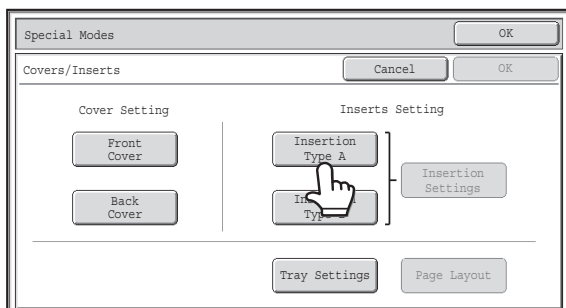 Special Modes
OK
Covers/Inserts
Cancel
OK
Cover Setting
Inserts Setting
Front
Cover
Insertion
Type A
Insertion
Settings
Back
Cover
Tray Settings
Page Layout